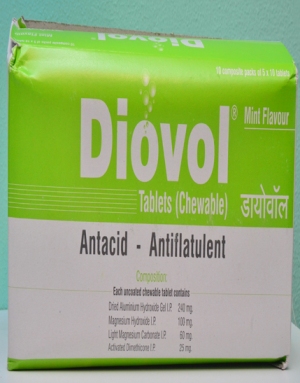 Diovol
10 composite packs of 5 x 10 tablets
Mint Flavour
Diovol®
Tablets (Chewable) डायोवॉल
Antacid - Antiflatulent
Composition:
Each uncoated chewable tablet contains
Dried Aluminium Hydroxide Gel I.P. 240 mg.
Magnesium Hydroxide I.P. 100 mg.
Light Magnesium Carbonate I.P. 60 mg.
Activated Dimethicone I.P. 25 mg.